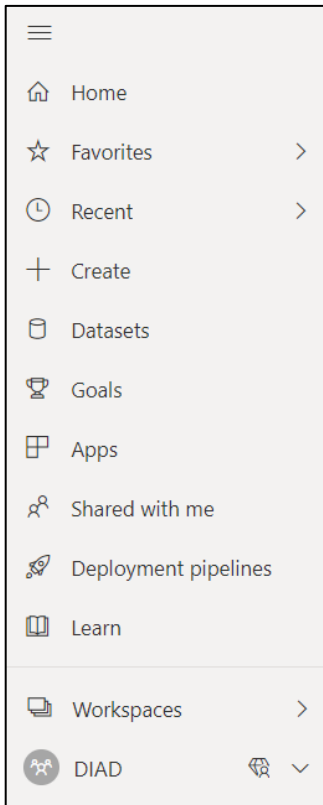 Home
Favorites
Recent
Create
Datasets
Goals
Apps
Shared with me
Deployment pipelines
Learn
Workspaces
DIAD